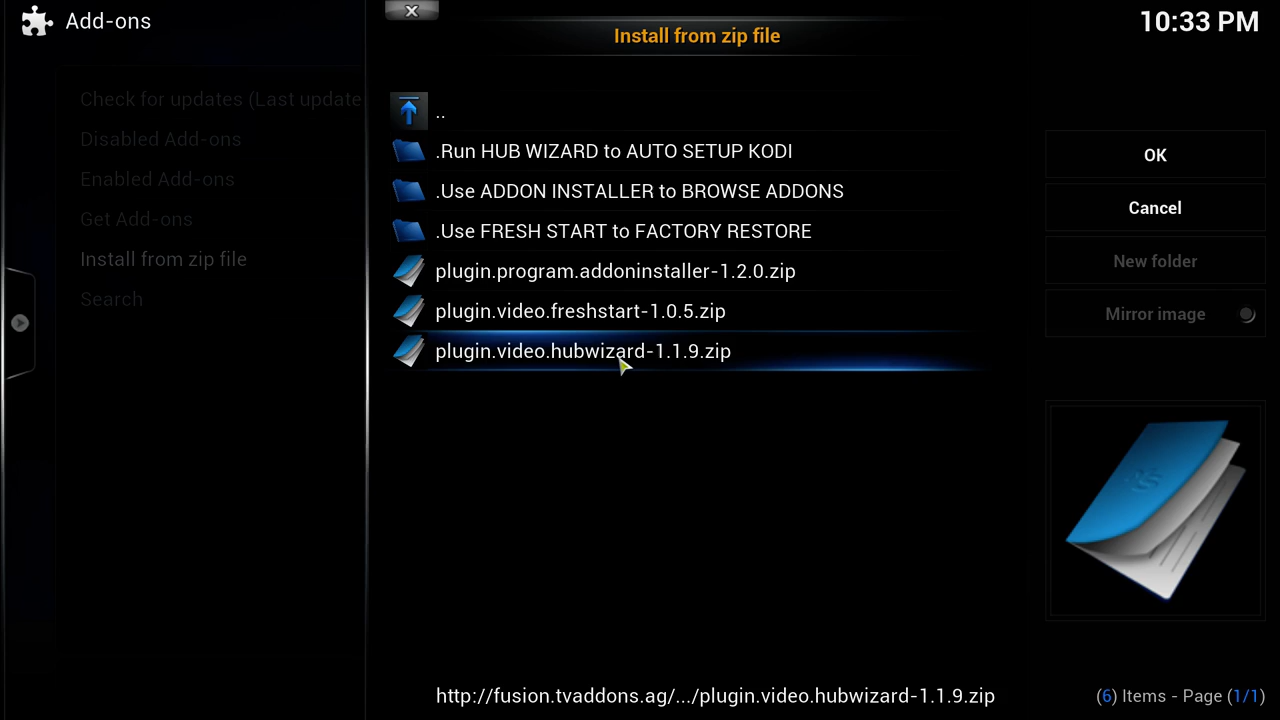 Add-ons
Install from zip file
10:33 PM
Check for updates (Last update
Disabled Add-ons
Enabled Add-ons
Get Add-ons
Install from zip file
Search
..
.Run HUB WIZARD to AUTO SETUP KODI
.Use ADDON INSTALLER to BROWSE ADDONS
.Use FRESH START to FACTORY RESTORE
plugin.program.addoninstaller-1.2.0.zip
plugin.video.freshstart-1.0.5.zip
plugin.video.hubwizard-1.1.9.zip
OK
Cancel
New folder
Mirror image
http://fusion.tvaddons.ag/.../plugin.video.hubwizard-1.1.9.zip
(6) Items - Page (1/1)